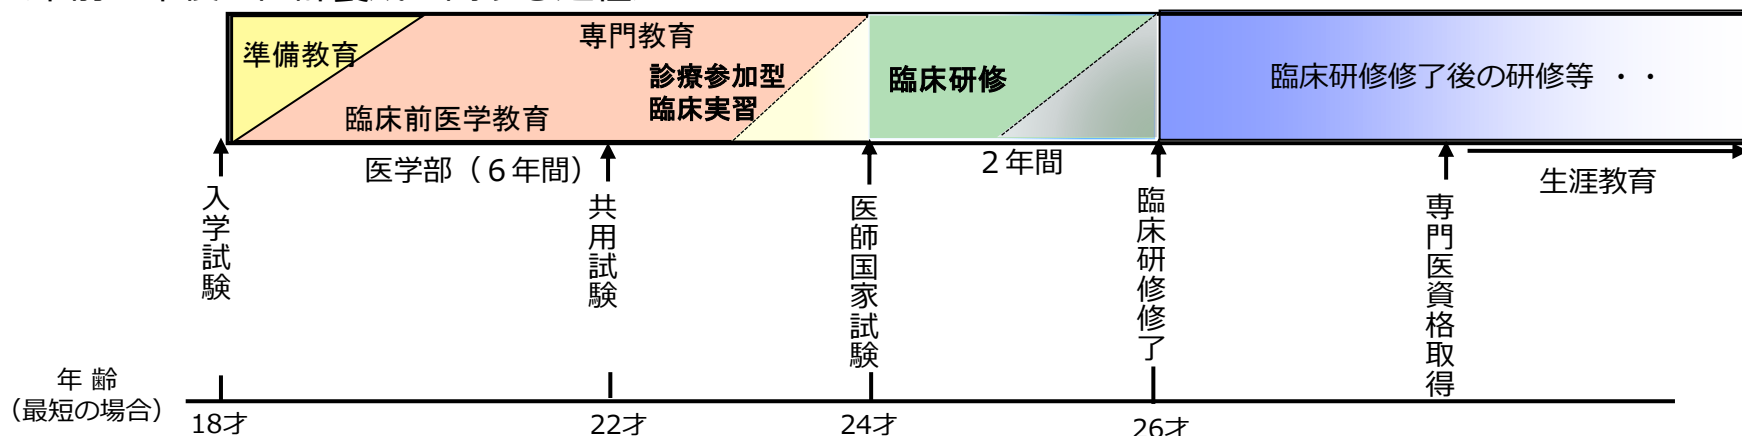 準備教育
専門教育
診療参加型
臨床実習
臨床前医学教育
臨床研修
臨床研修修了後の研修等 ・ ・
医学部（６年間）
２年間
生涯教育
入学試験
共用試験
医師国家試験
臨床研修修了
専門医資格取得
年 齢
（最短の場合）
18才
22才
24才
26才